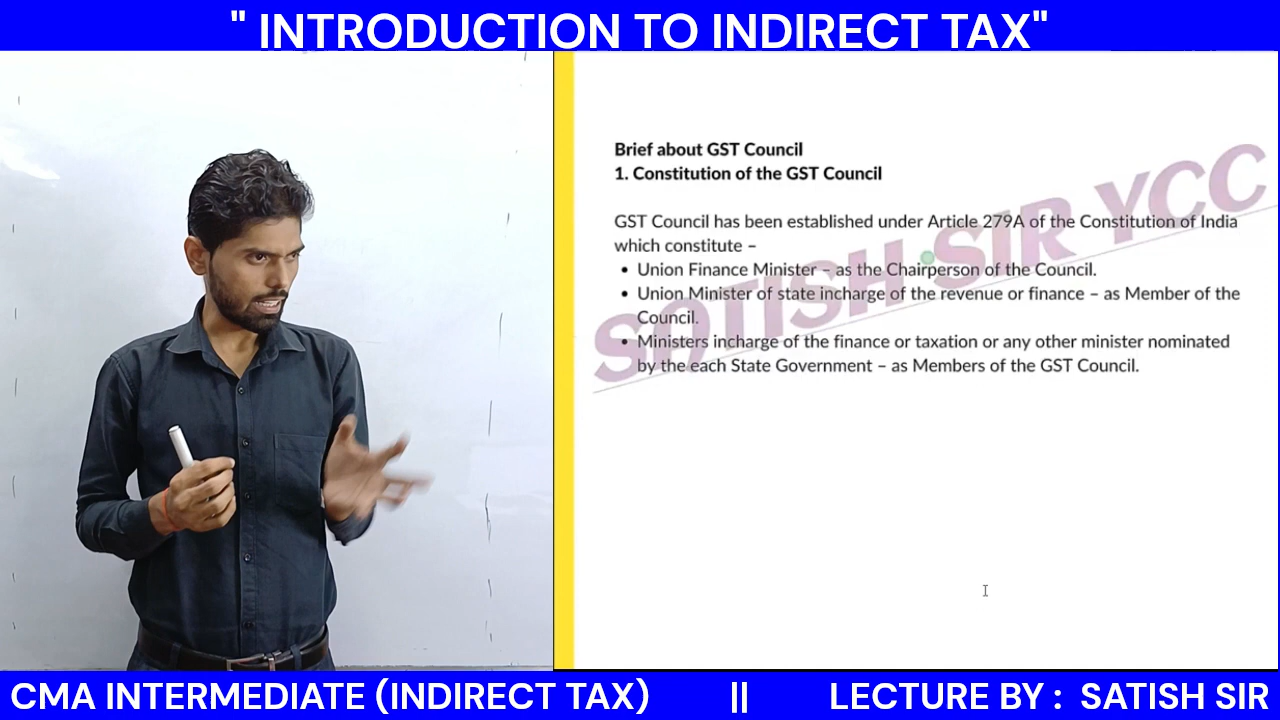 " INTRODUCTION TO INDIRECT TAX"
Brief about GST Council
1. Constitution of the GST Council
GST Council has been established under Article 279A of the Constitution of India
which constitute –
• Union Finance Minister – as the Chairperson of the Council.
• Union Minister of state incharge of the revenue or finance – as Member of the
Council.
• Ministers incharge of the finance or taxation or any other minister nominated
by the each State Government – as Members of the GST Council.
SATISH SIR YCC
CMA INTERMEDIATE (INDIRECT TAX) || LECTURE BY : SATISH SIR